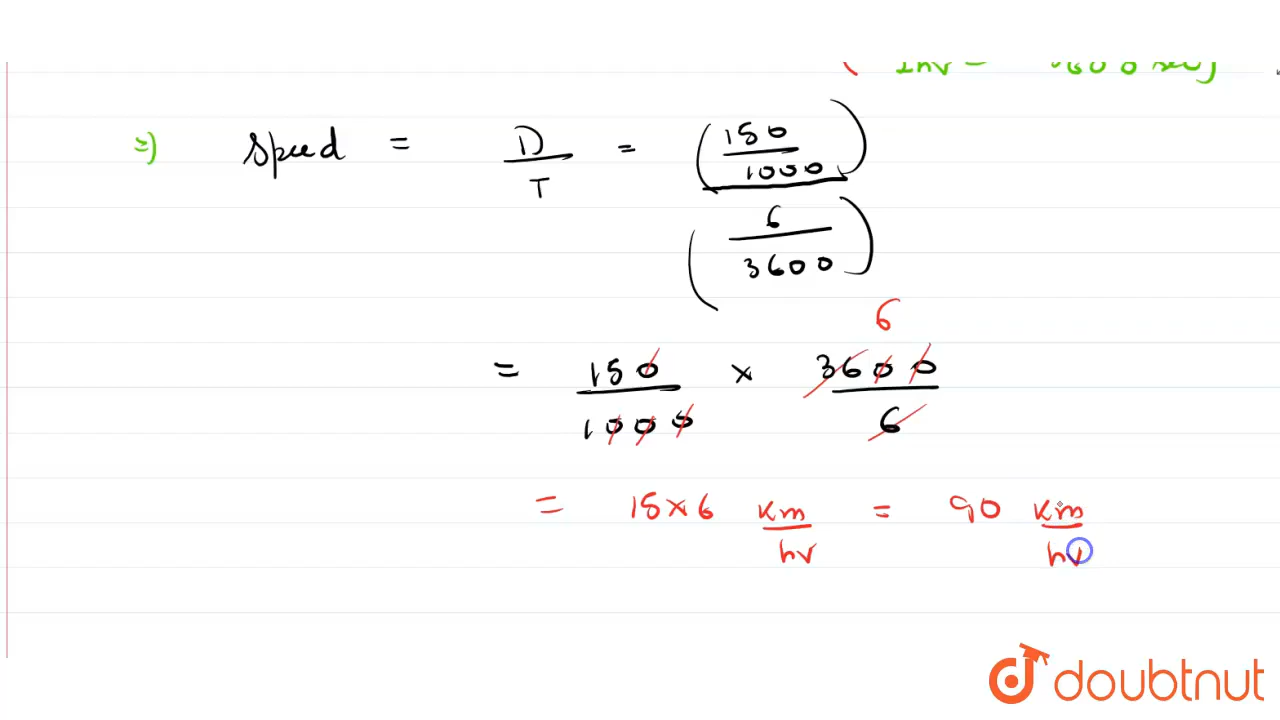 1hr = 3600 sec)
=) Speed = D/T = (150/1000)/(6/3600)
6
= 150/1000 × 3600/6
= 15×6 Km/hr = 90 Km/hr
doubtnut